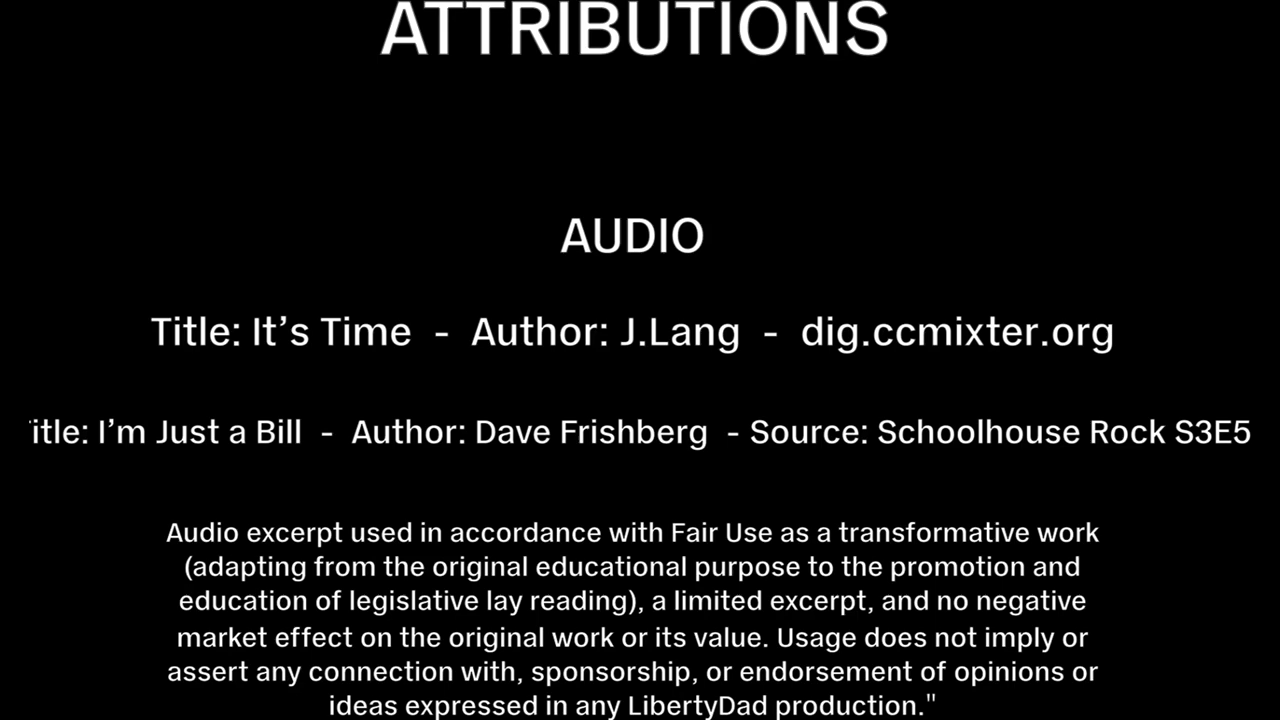 ATTRIBUTIONS
AUDIO
Title: It’s Time - Author: J.Lang - dig.ccmixter.org
itle: I’m Just a Bill - Author: Dave Frishberg - Source: Schoolhouse Rock S3E5
Audio excerpt used in accordance with Fair Use as a transformative work
(adapting from the original educational purpose to the promotion and
education of legislative lay reading), a limited excerpt, and no negative
market effect on the original work or its value. Usage does not imply or
assert any connection with, sponsorship, or endorsement of opinions or
ideas expressed in any LibertyDad production."